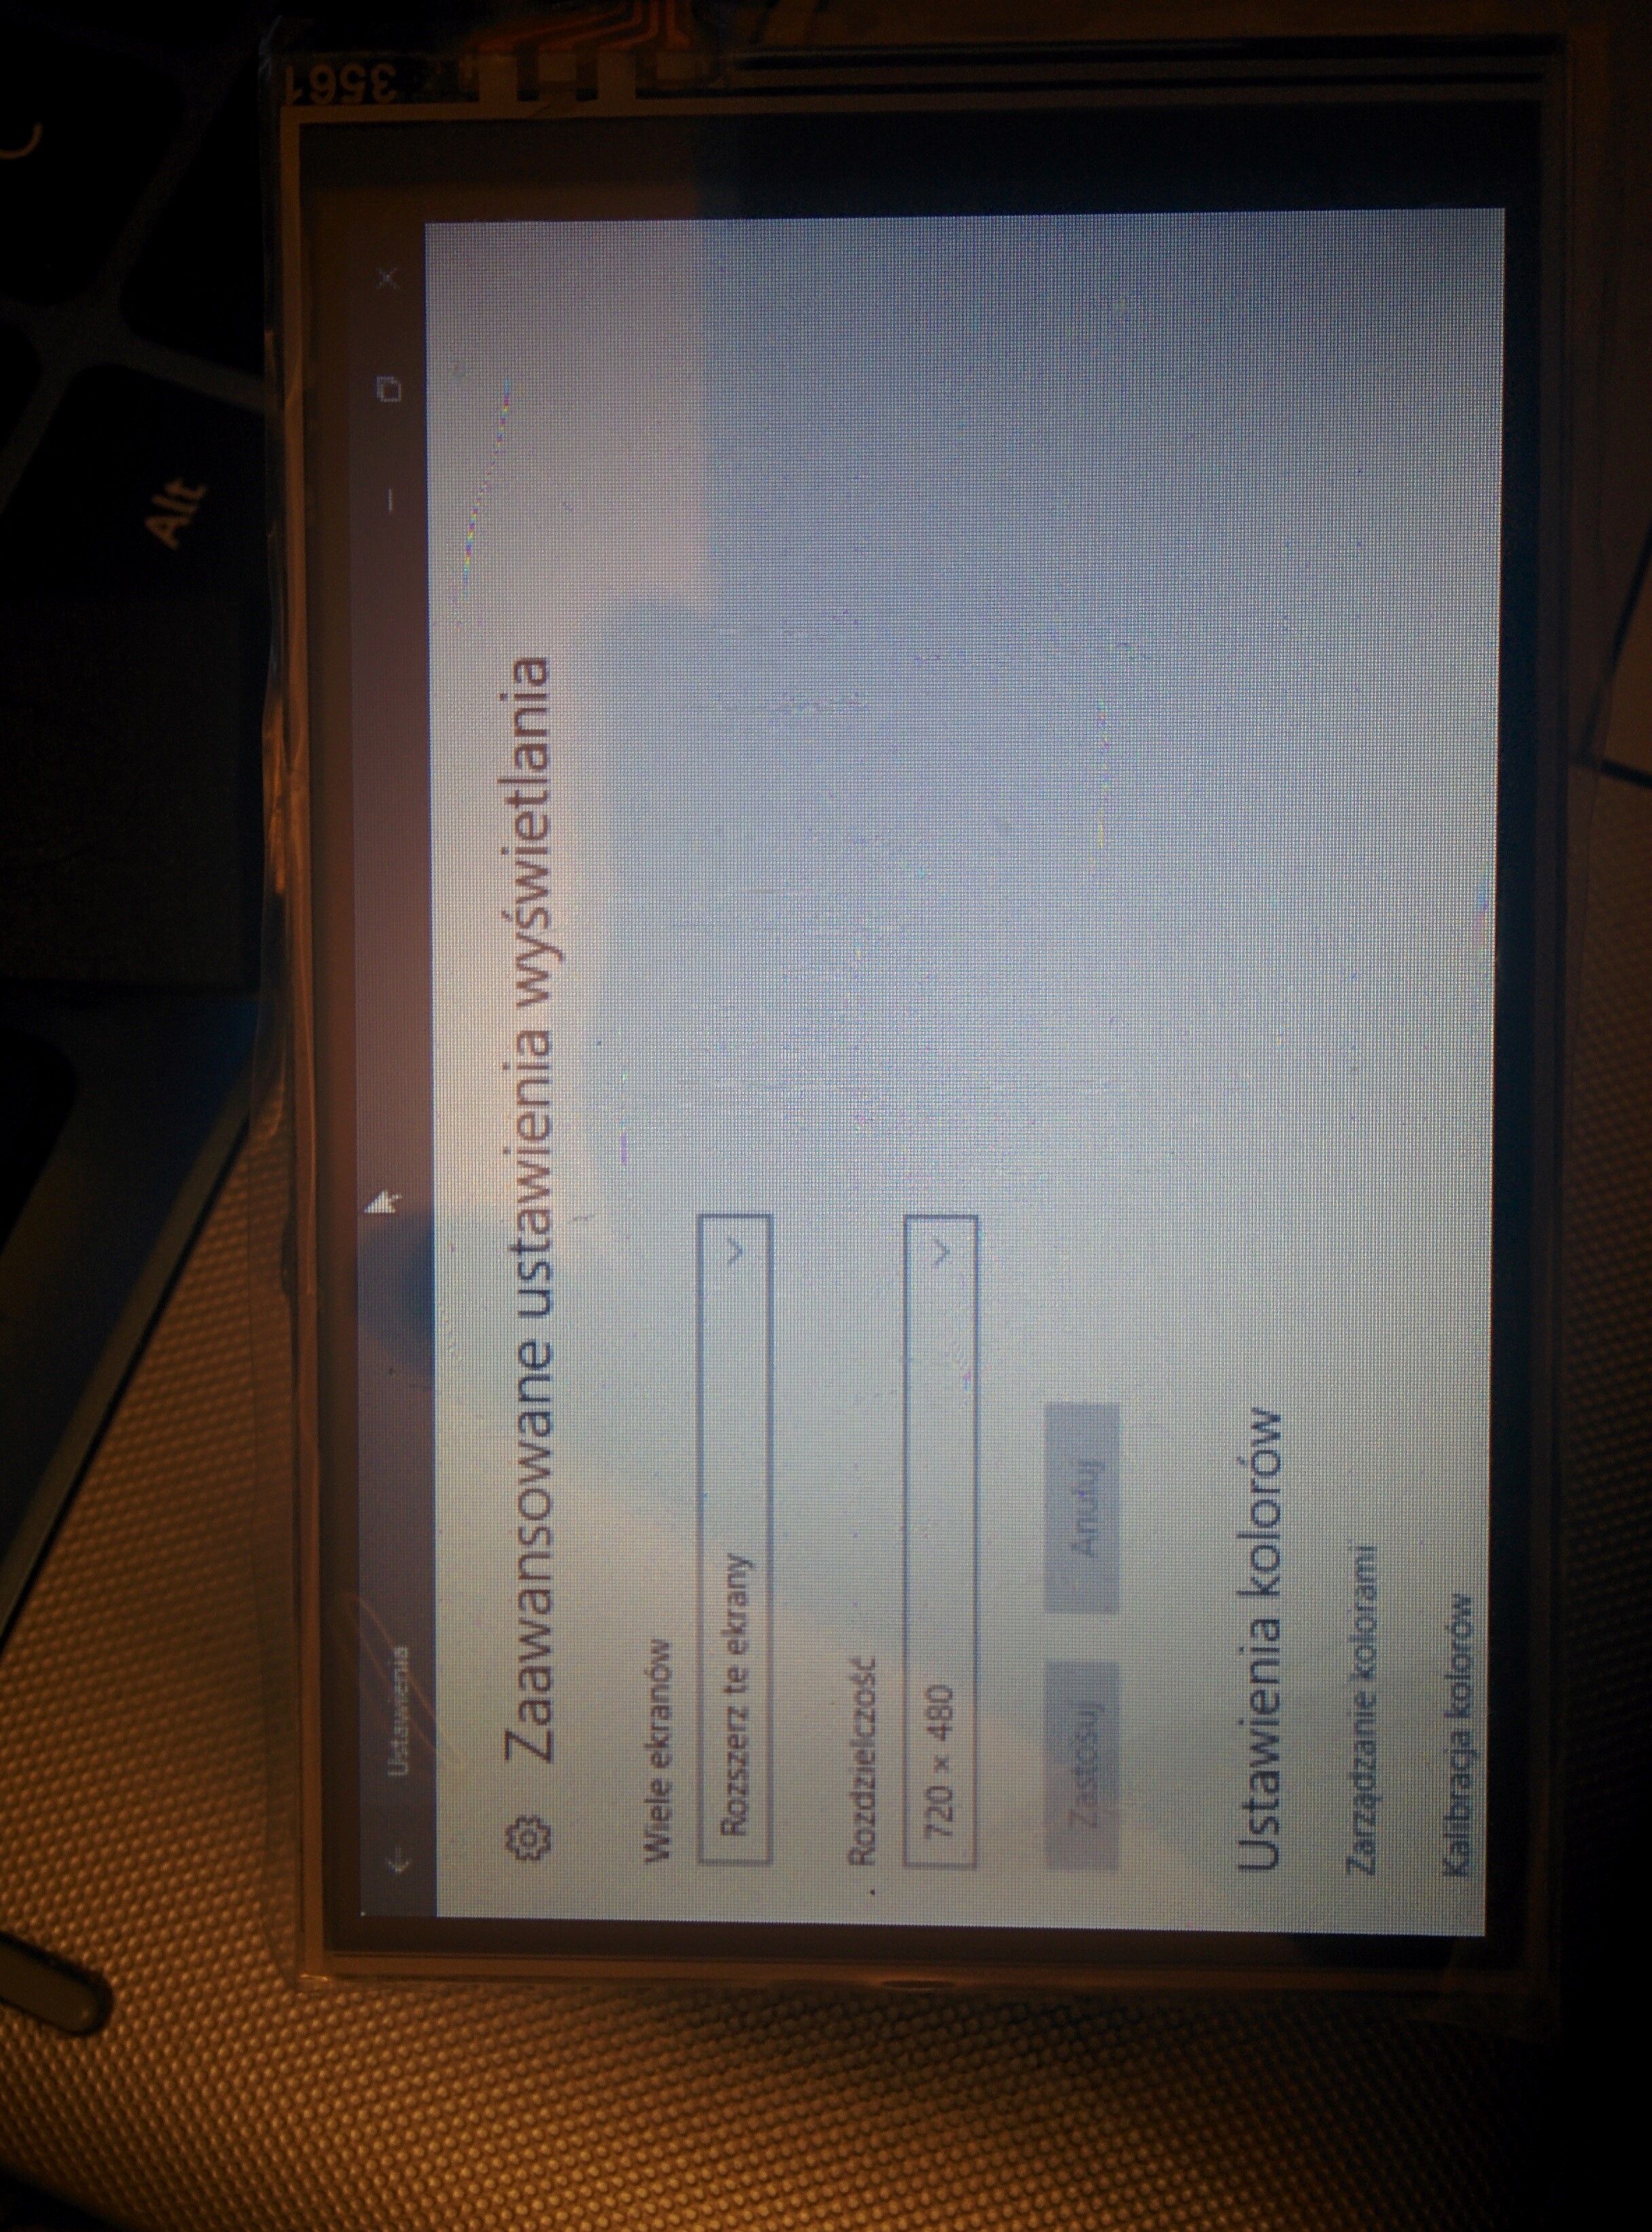 3561
Alt
Ustawienia
Zaawansowane ustawienia wyświetlania
Wiele ekranów
Rozszerz te ekrany
Rozdzielczość
720 × 480
Zastosuj
Anuluj
Ustawienia kolorów
Zarządzanie kolorami
Kalibracja kolorów